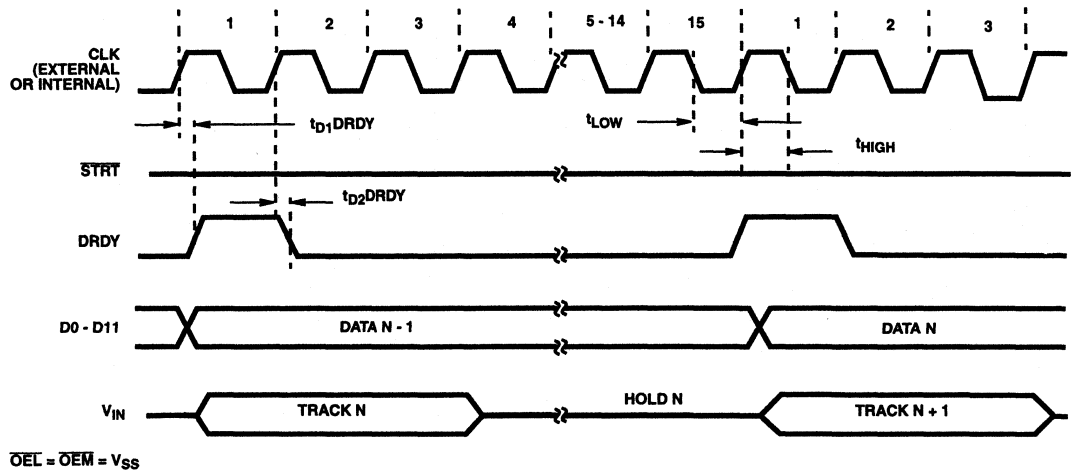 1 2 3 4 5 - 14 15 1 2 3
CLK
(EXTERNAL
OR INTERNAL)
tD1DRDY
tLOW
tHIGH
STRT
tD2DRDY
DRDY
D0 - D11
DATA N - 1
DATA N
VIN
TRACK N
HOLD N
TRACK N + 1
OEL = OEM = VSS